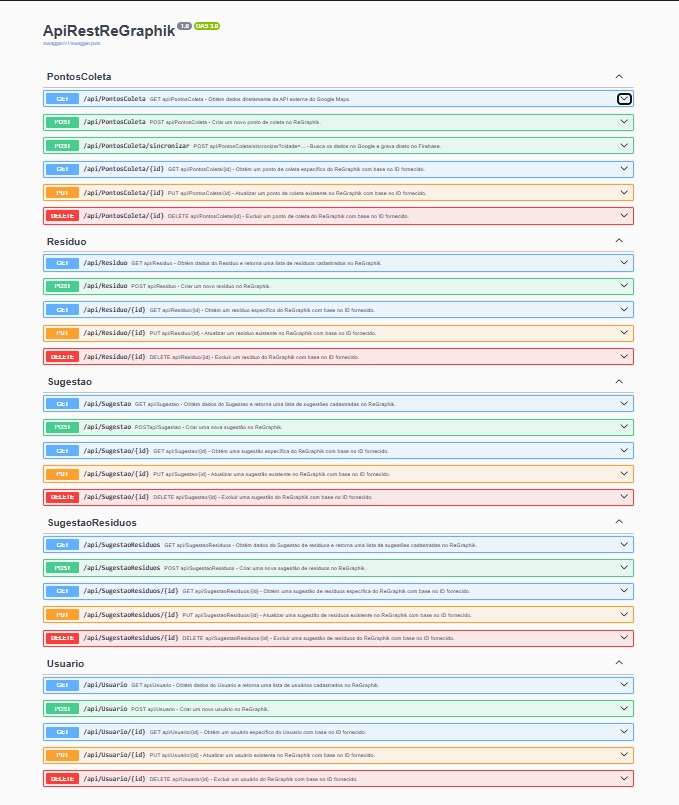 ApiRestReGraphik 1.0 OAS 3.0
/swagger/v1/swagger.json
PontosColeta
GET /api/PontosColeta GET api/PontosColeta - Obtém dados diretamente da API externa do Google Maps.
POST /api/PontosColeta POST api/PontosColeta - Criar um novo ponto de coleta no ReGraphik.
POST /api/PontosColeta/sincronizar POST api/PontosColeta/sincronizar?cidade=... - Busca os dados no Google e grava direto no Firebase.
GET /api/PontosColeta/{id} GET api/PontosColeta/{id} - Obtém um ponto de coleta específico do ReGraphik com base no ID fornecido.
PUT /api/PontosColeta/{id} PUT api/PontosColeta/{id} - Atualizar um ponto de coleta existente no ReGraphik com base no ID fornecido.
DELETE /api/PontosColeta/{id} DELETE api/PontosColeta/{id} - Excluir um ponto de coleta do ReGraphik com base no ID fornecido.
Residuo
GET /api/Residuo GET api/Residuo - Obtém dados do Residuo e retorna uma lista de resíduos cadastrados no ReGraphik.
POST /api/Residuo POST api/Residuo - Criar um novo resíduo no ReGraphik.
GET /api/Residuo/{id} GET api/Residuo/{id} - Obtém um resíduo específico do ReGraphik com base no ID fornecido.
PUT /api/Residuo/{id} PUT api/Residuo/{id} - Atualizar um resíduo existente no ReGraphik com base no ID fornecido.
DELETE /api/Residuo/{id} DELETE api/Residuo/{id} - Excluir um resíduo do ReGraphik com base no ID fornecido.
Sugestao
GET /api/Sugestao GET api/Sugestao - Obtém dados do Sugestao e retorna uma lista de sugestões cadastradas no ReGraphik.
POST /api/Sugestao POSTapi/Sugestao - Criar uma nova sugestão no ReGraphik.
GET /api/Sugestao/{id} GET api/Sugestao/{id} - Obtém uma sugestão específica do ReGraphik com base no ID fornecido.
PUT /api/Sugestao/{id} PUT api/Sugestao/{id} - Atualizar uma sugestão existente no ReGraphik com base no ID fornecido.
DELETE /api/Sugestao/{id} DELETE api/Sugestao/{id} - Excluir uma sugestão do ReGraphik com base no ID fornecido.
SugestaoResiduos
GET /api/SugestaoResiduos GET api/SugestaoResiduos - Obtém dados do Sugestao de resíduos e retorna uma lista de sugestões cadastradas no ReGraphik.
POST /api/SugestaoResiduos POST api/SugestaoResiduos - Criar uma nova sugestão de resíduos no ReGraphik.
GET /api/SugestaoResiduos/{id} GET api/SugestaoResiduos/{id} - Obtém uma sugestão de resíduos específica do ReGraphik com base no ID fornecido.
PUT /api/SugestaoResiduos/{id} PUT api/SugestaoResiduos/{id} - Atualizar uma sugestão de resíduos existente no ReGraphik com base no ID fornecido.
DELETE /api/SugestaoResiduos/{id} DELETE api/SugestaoResiduos/{id} - Excluir uma sugestão de resíduos do ReGraphik com base no ID fornecido.
Usuario
GET /api/Usuario GET api/Usuario - Obtém dados do Usuario e retorna uma lista de usuários cadastrados no ReGraphik.
POST /api/Usuario POST api/Usuario - Criar um novo usuário no ReGraphik.
GET /api/Usuario/{id} GET api/Usuario/{id} - Obtém um usuário específico do Usuario com base no ID fornecido.
PUT /api/Usuario/{id} PUT api/Usuario/{id} - Atualizar um usuário existente no ReGraphik com base no ID fornecido.
DELETE /api/Usuario/{id} DELETE api/Usuario/{id} - Excluir um usuário do ReGraphik com base no ID fornecido.